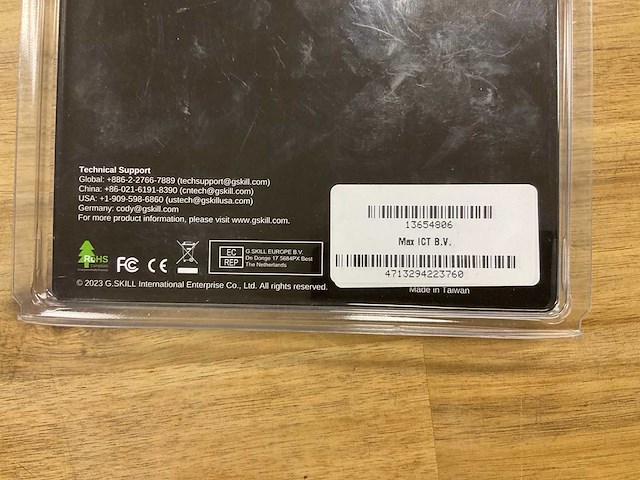 Technical Support
Global: +886-2-2766-7889 (techsupport@gskill.com)
China: +86-021-6191-8390 (cntech@gskill.com)
USA: +1-909-598-6860 (ustech@gskillusa.com)
Germany: cody@gskill.com
For more product information, please visit www.gskill.com.
RoHS
FC CE
EC REP
G.SKILL EUROPE B.V.
De Donge 17 5684PX Best
The Netherlands
© 2023 G.SKILL International Enterprise Co., Ltd. All rights reserved.
13654806
Max ICT B.V.
4713294223760
Made in Taiwan